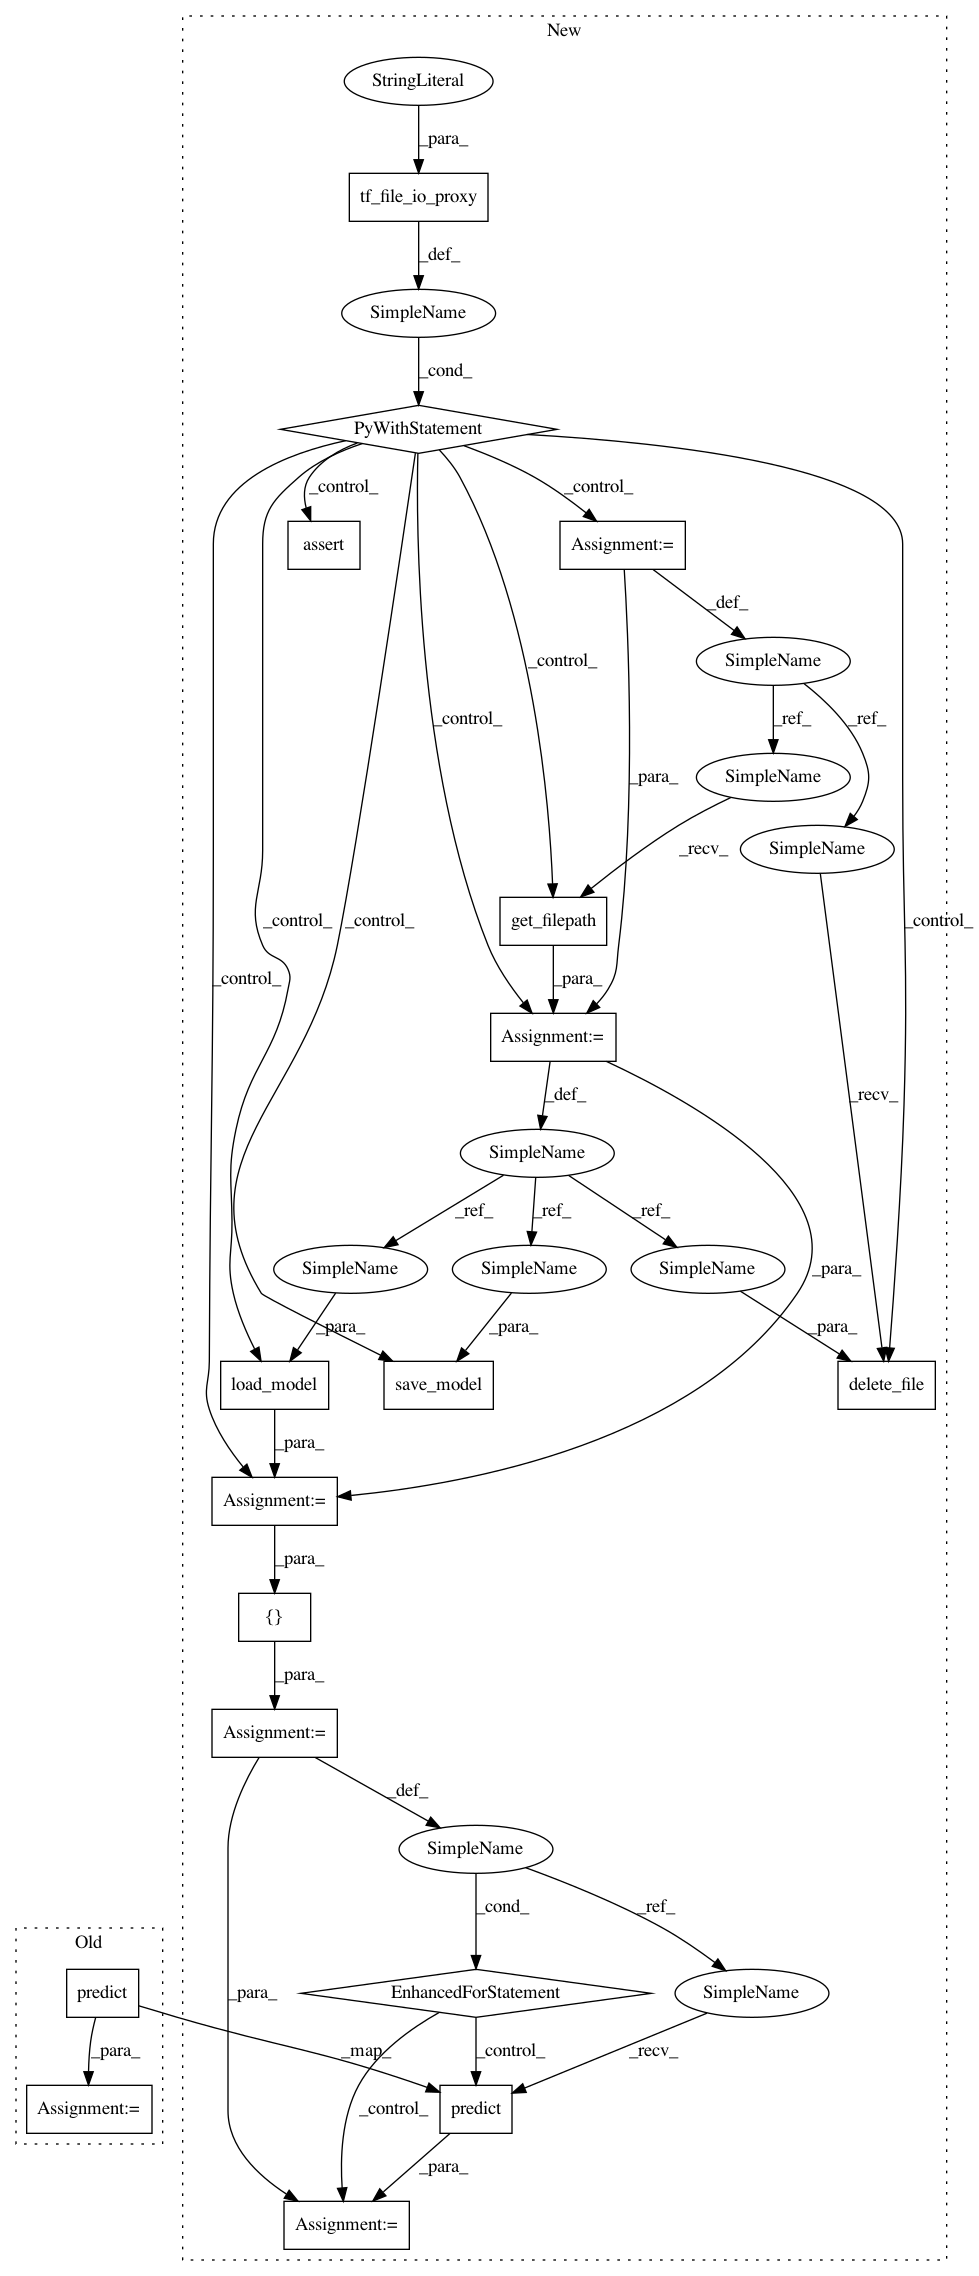 New
StringLiteral
_para_
tf_file_io_proxy
_def_
SimpleName
_cond_
PyWithStatement
_control_
_control_
assert
Assignment:=
_def_
SimpleName
_control_
_control_
_ref_
_ref_
_para_
SimpleName
SimpleName
_recv_
get_filepath
_control_
_control_
_control_
_control_
_para_
Assignment:=
_def_
_recv_
SimpleName
_ref_
_ref_
_ref_
SimpleName
SimpleName
SimpleName
_para_
_para_
_para_
_para_
load_model
save_model
delete_file
_para_
Assignment:=
_para_
{}
_para_
Assignment:=
_def_
SimpleName
_cond_
_ref_
Old
predict
_para_
EnhancedForStatement
SimpleName
_para_
_map_
_control_
_recv_
Assignment:=
_control_
predict
_para_
Assignment:=